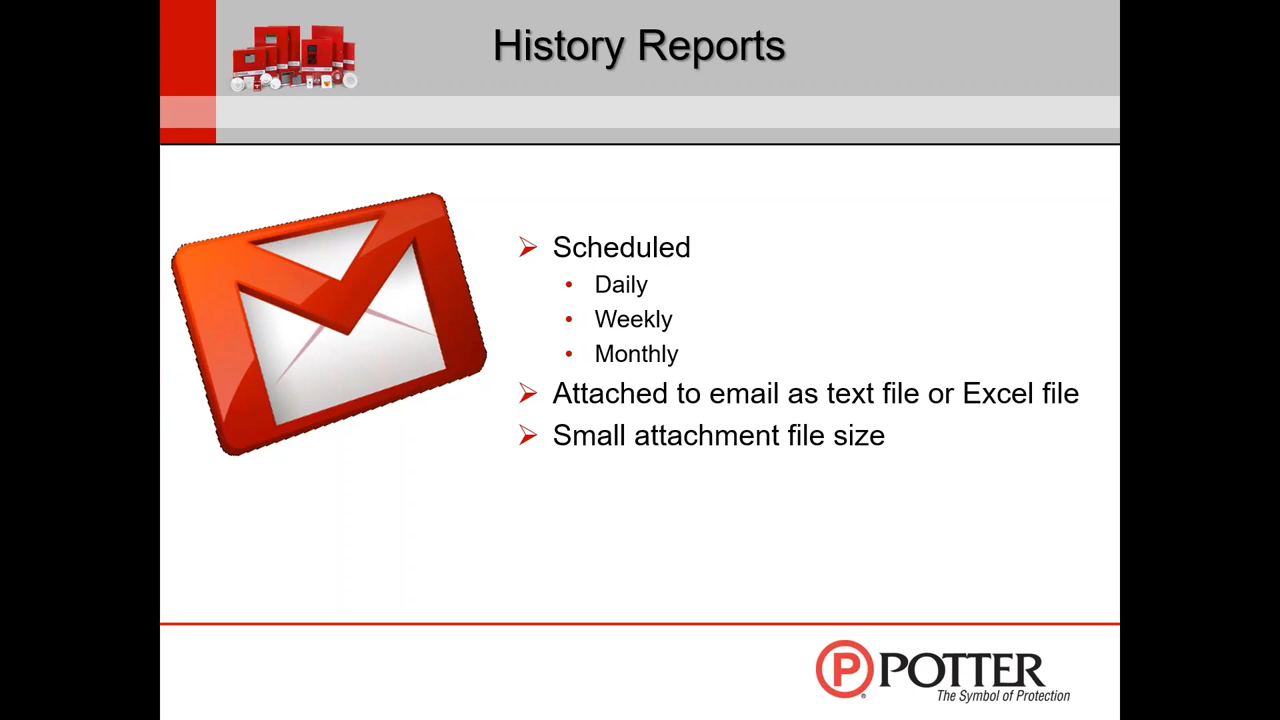 History Reports
Scheduled
Daily
Weekly
Monthly
Attached to email as text file or Excel file
Small attachment file size
P POTTER
The Symbol of Protection